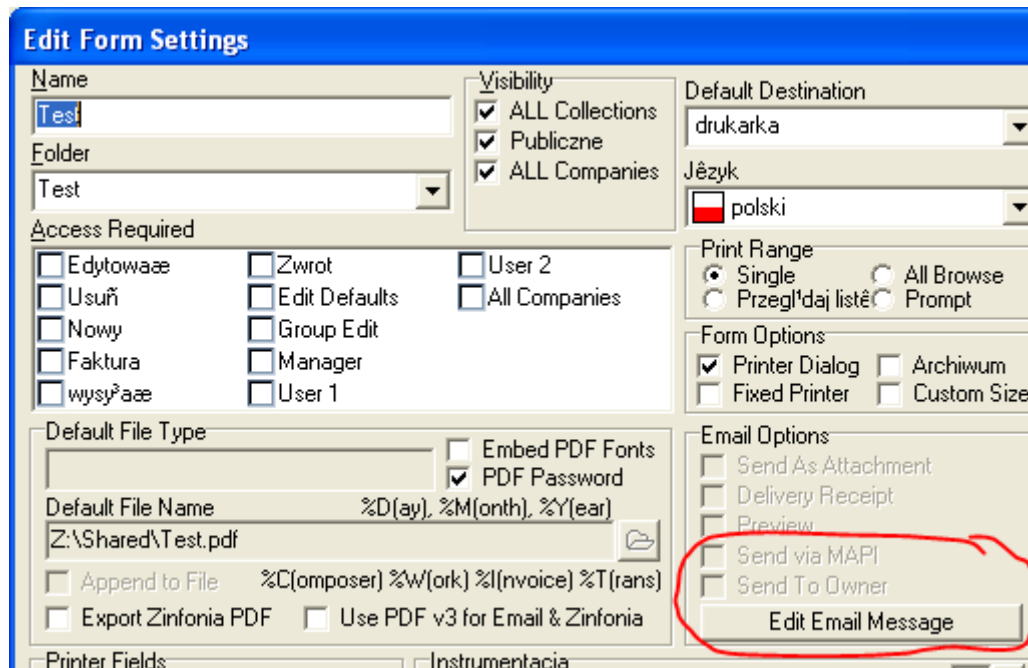 Edit Form Settings
Name
Test
Folder
Test
Visibility
ALL Collections
Publiczne
ALL Companies
Default Destination
drukarka
Jêzyk
polski
Access Required
Edytowaæ
Zwrot
User 2
Usuñ
Edit Defaults
All Companies
Nowy
Group Edit
Faktura
Manager
wysy³aæ
User 1
Print Range
Single
All Browse
Przegl¹daj listê
Prompt
Form Options
Printer Dialog
Archiwum
Fixed Printer
Custom Size
Default File Type
Embed PDF Fonts
PDF Password
Default File Name %D(ay), %M(onth), %Y(ear)
Z:\Shared\Test.pdf
Append to File %C(omposer) %W(ork) %I(nvoice) %T(rans)
Export Zinfonia PDF
Use PDF v3 for Email & Zinfonia
Email Options
Send As Attachment
Delivery Receipt
Preview
Send via MAPI
Send To Owner
Edit Email Message
Printer Fields
Instrumentacja